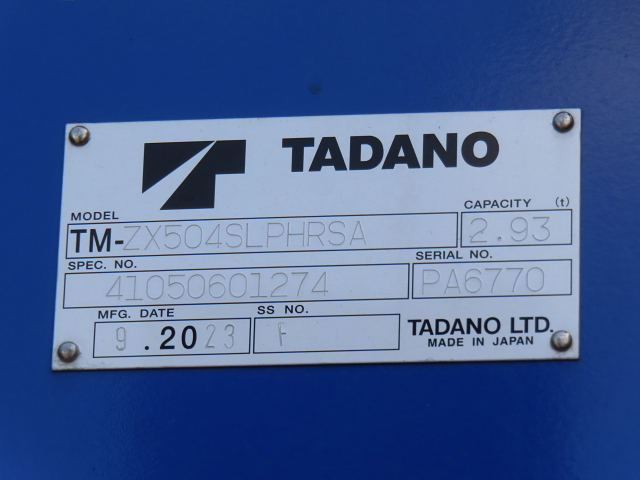 TADANO
MODEL
TM-ZX504SLPHRSA
CAPACITY (t)
2.93
SPEC. NO.
41050601274
SERIAL NO.
PA6770
MFG. DATE
9.2023
SS NO.
F
TADANO LTD.
MADE IN JAPAN